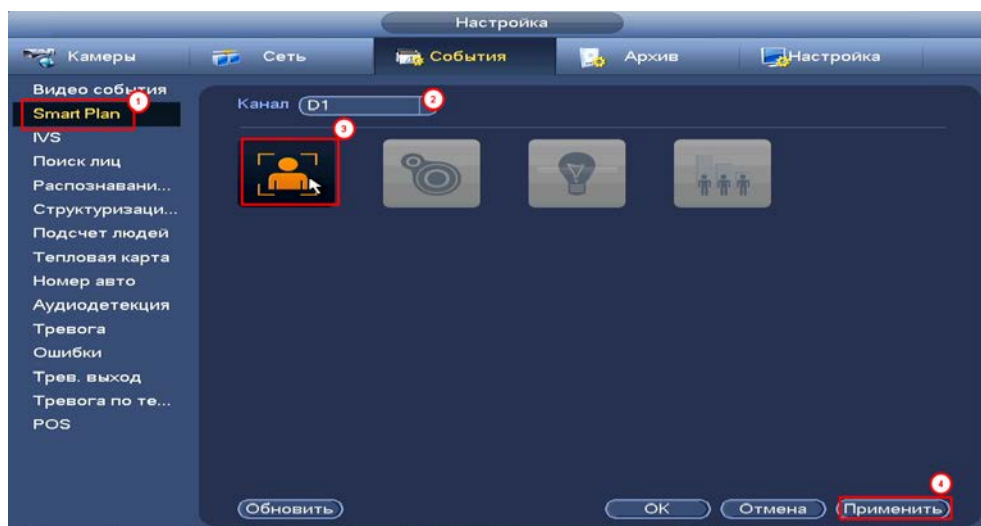 Настройка
Камеры
Сеть
События
Архив
Настройка
Видео события
1
Smart Plan
IVS
Поиск лиц
Распознавани...
Структуризаци...
Подсчет людей
Тепловая карта
Номер авто
Аудиодетекция
Тревога
Ошибки
Трев. выход
Тревога по те...
POS
Канал D1
2
3
4
Обновить
OK
Отмена
Применить